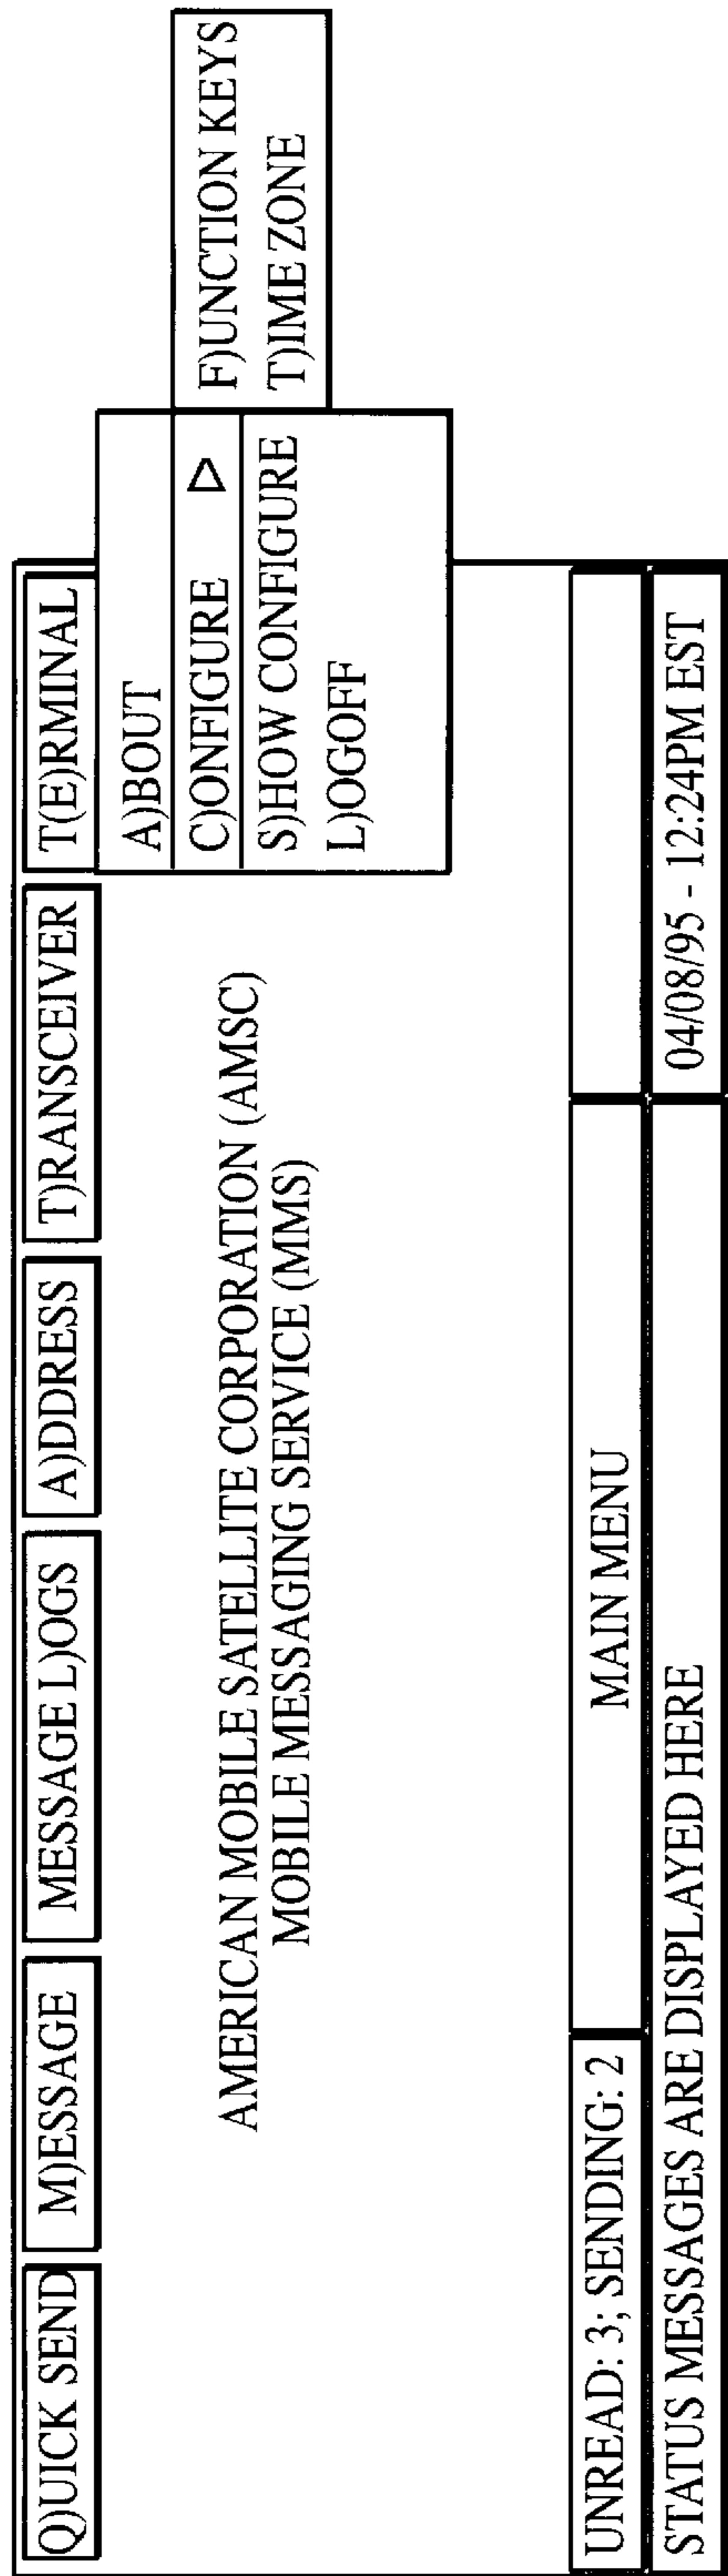 Q)UICK SEND
M)ESSAGE
MESSAGE L)OGS
A)DDRESS
T)RANSCEIVER
T(E)RMINAL
A)BOUT
C)ONFIGURE
S)HOW CONFIGURE
L)OGOFF
F)UNCTION KEYS
T)IME ZONE
AMERICAN MOBILE SATELLITE CORPORATION (AMSC)
MOBILE MESSAGING SERVICE (MMS)
UNREAD: 3; SENDING: 2
MAIN MENU
STATUS MESSAGES ARE DISPLAYED HERE
04/08/95 - 12:24PM EST